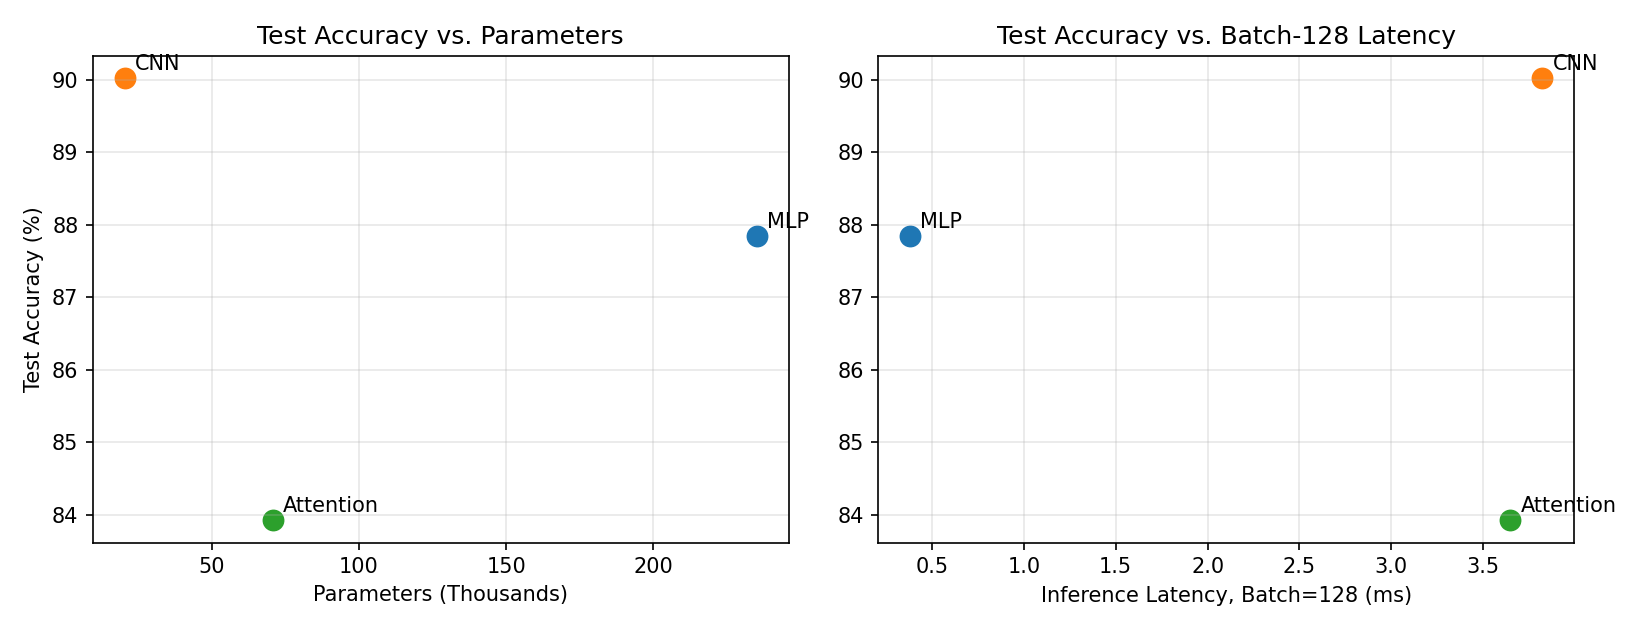 Test Accuracy vs. Parameters
CNN
MLP
Attention
90
89
88
87
86
85
84
Test Accuracy (%)
50 100 150 200
Parameters (Thousands)
Test Accuracy vs. Batch-128 Latency
CNN
MLP
Attention
90
89
88
87
86
85
84
0.5 1.0 1.5 2.0 2.5 3.0 3.5
Inference Latency, Batch=128 (ms)